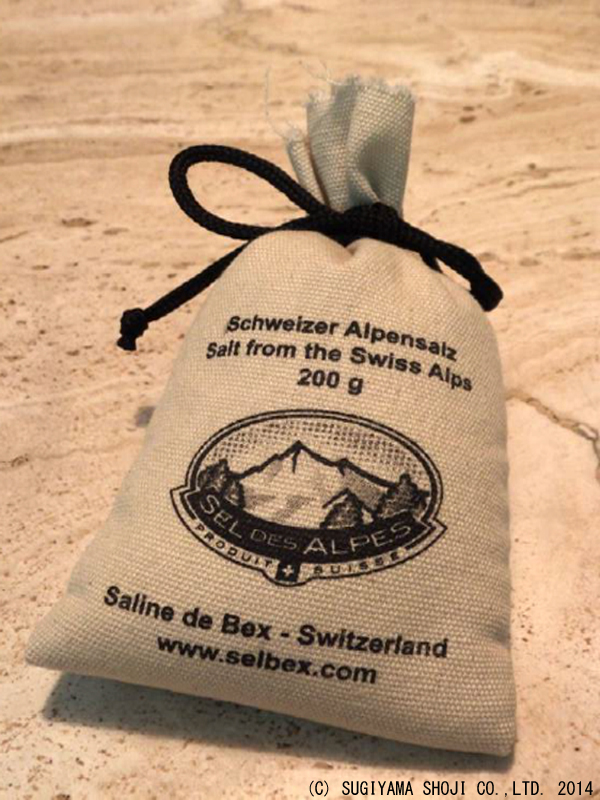 Schweizer Alpensalz
Salt from the Swiss Alps
200 g
SEL DES ALPES
PRODUIT SUISSE
Saline de Bex - Switzerland
www.selbex.com
(C) SUGIYAMA SHOJI CO.,LTD. 2014